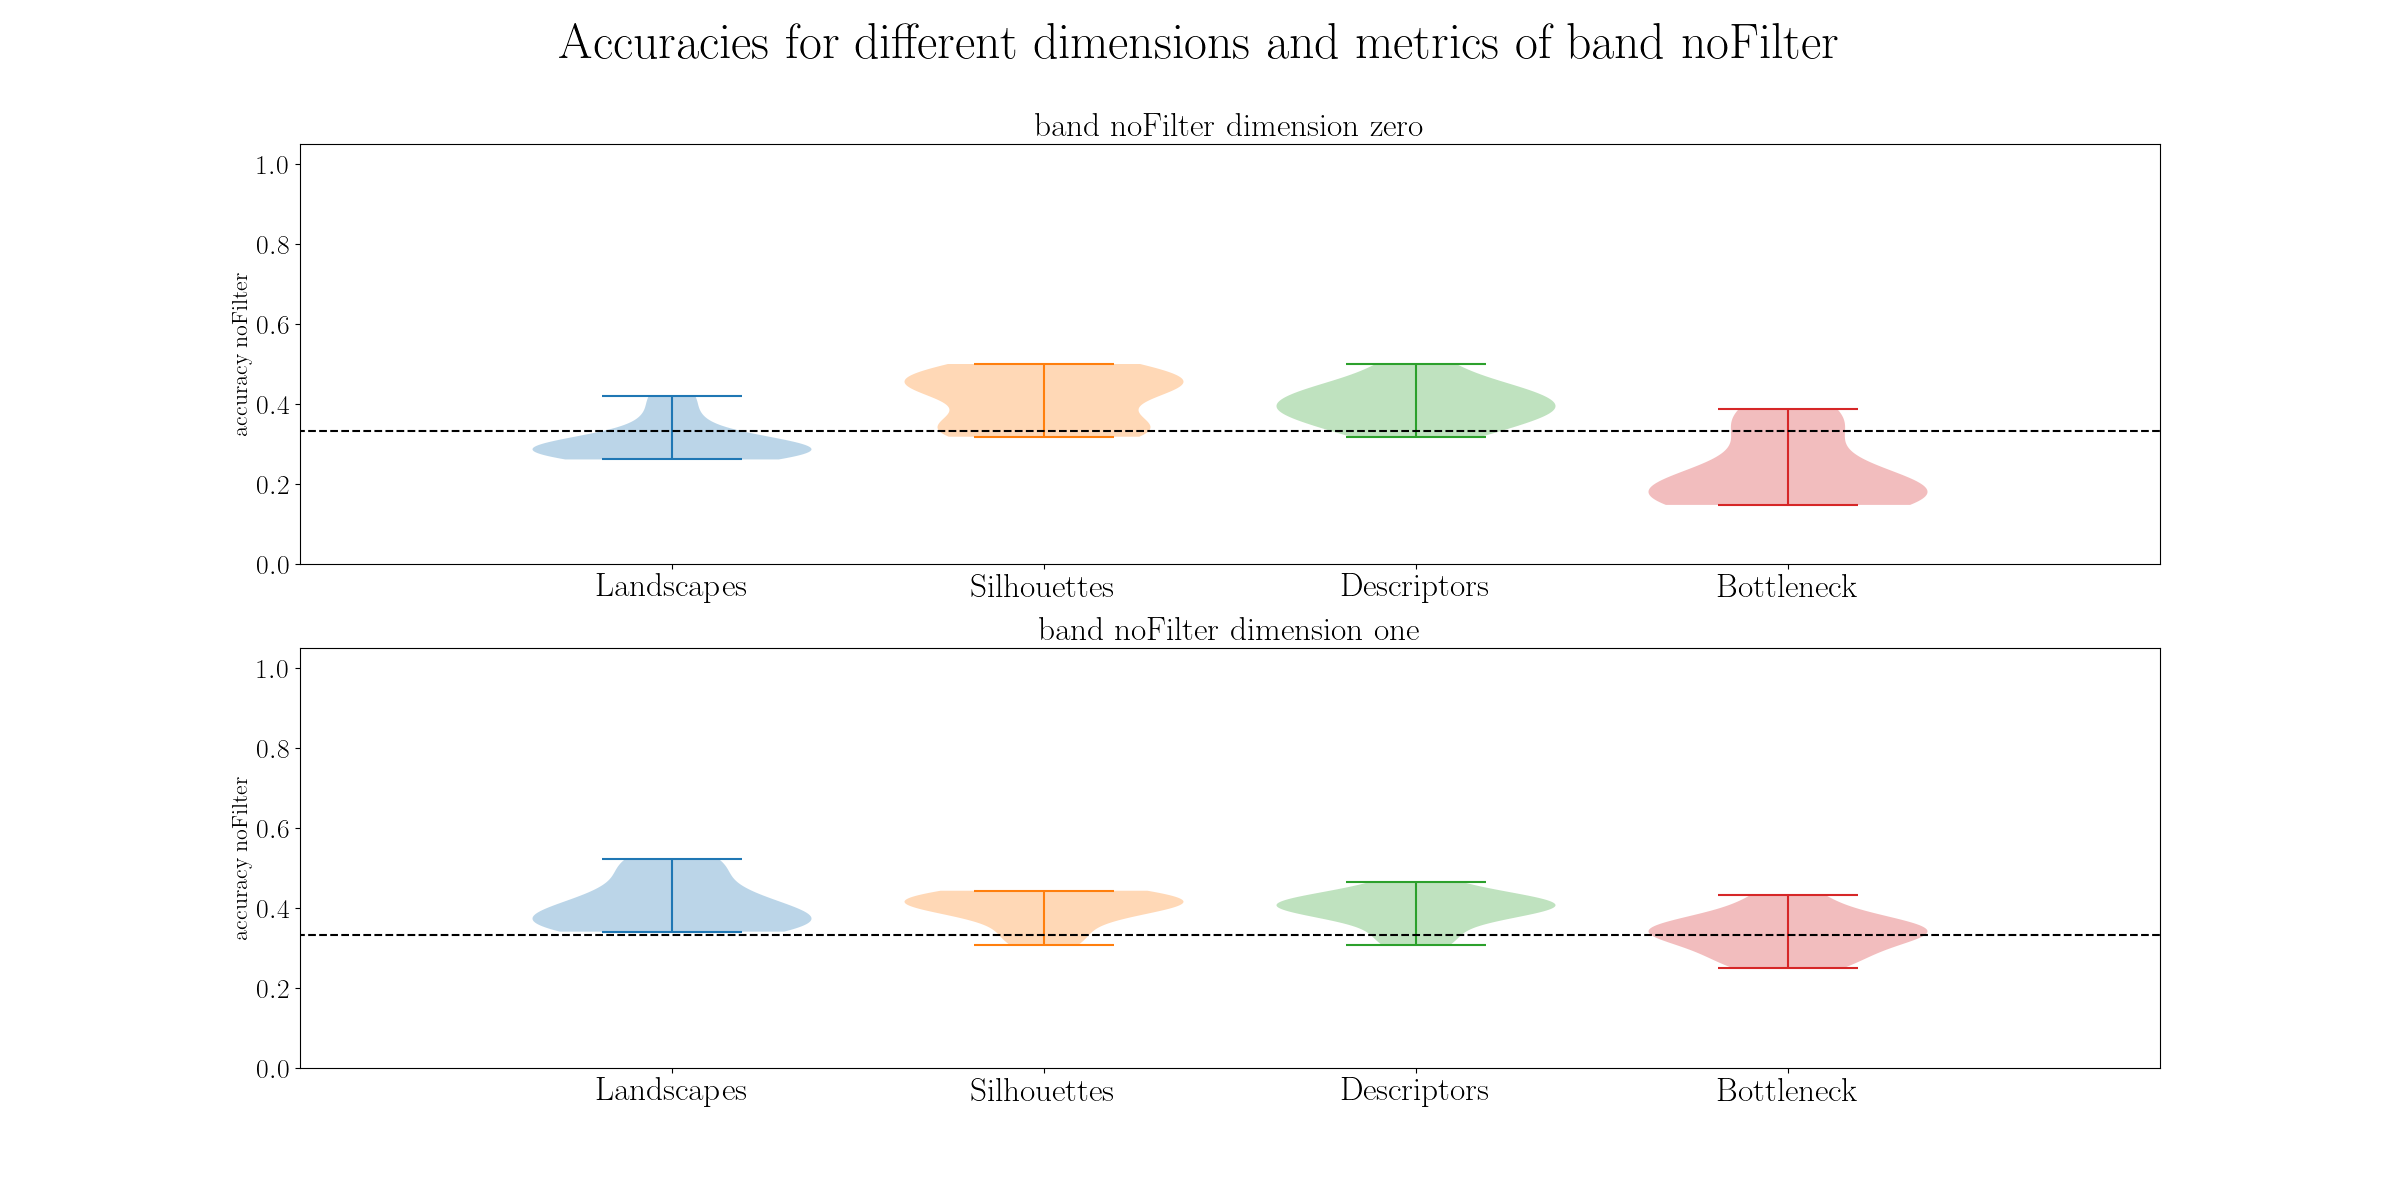 Accuracies for different dimensions and metrics of band noFilter
band noFilter dimension zero
accuracy noFilter
1.0
0.8
0.6
0.4
0.2
0.0
Landscapes Silhouettes Descriptors Bottleneck
band noFilter dimension one
accuracy noFilter
1.0
0.8
0.6
0.4
0.2
0.0
Landscapes Silhouettes Descriptors Bottleneck